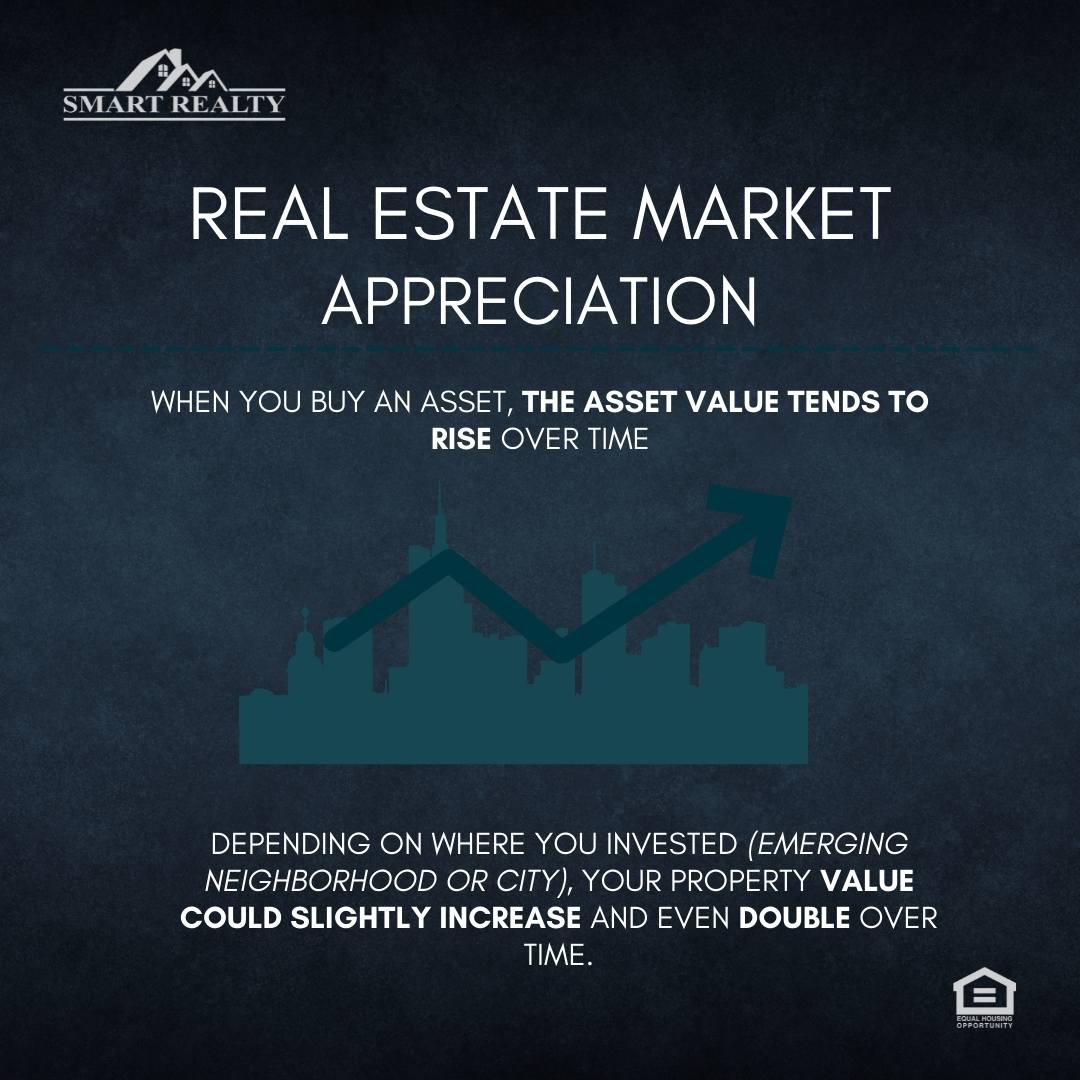 SMART REALTY
REAL ESTATE MARKET
APPRECIATION
WHEN YOU BUY AN ASSET, THE ASSET VALUE TENDS TO
RISE OVER TIME
DEPENDING ON WHERE YOU INVESTED (EMERGING
NEIGHBORHOOD OR CITY), YOUR PROPERTY VALUE
COULD SLIGHTLY INCREASE AND EVEN DOUBLE OVER
TIME.
EQUAL HOUSING
OPPORTUNITY